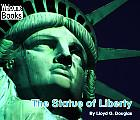 Welcome
Books
The Statue of Liberty
By Lloyd G. Douglas